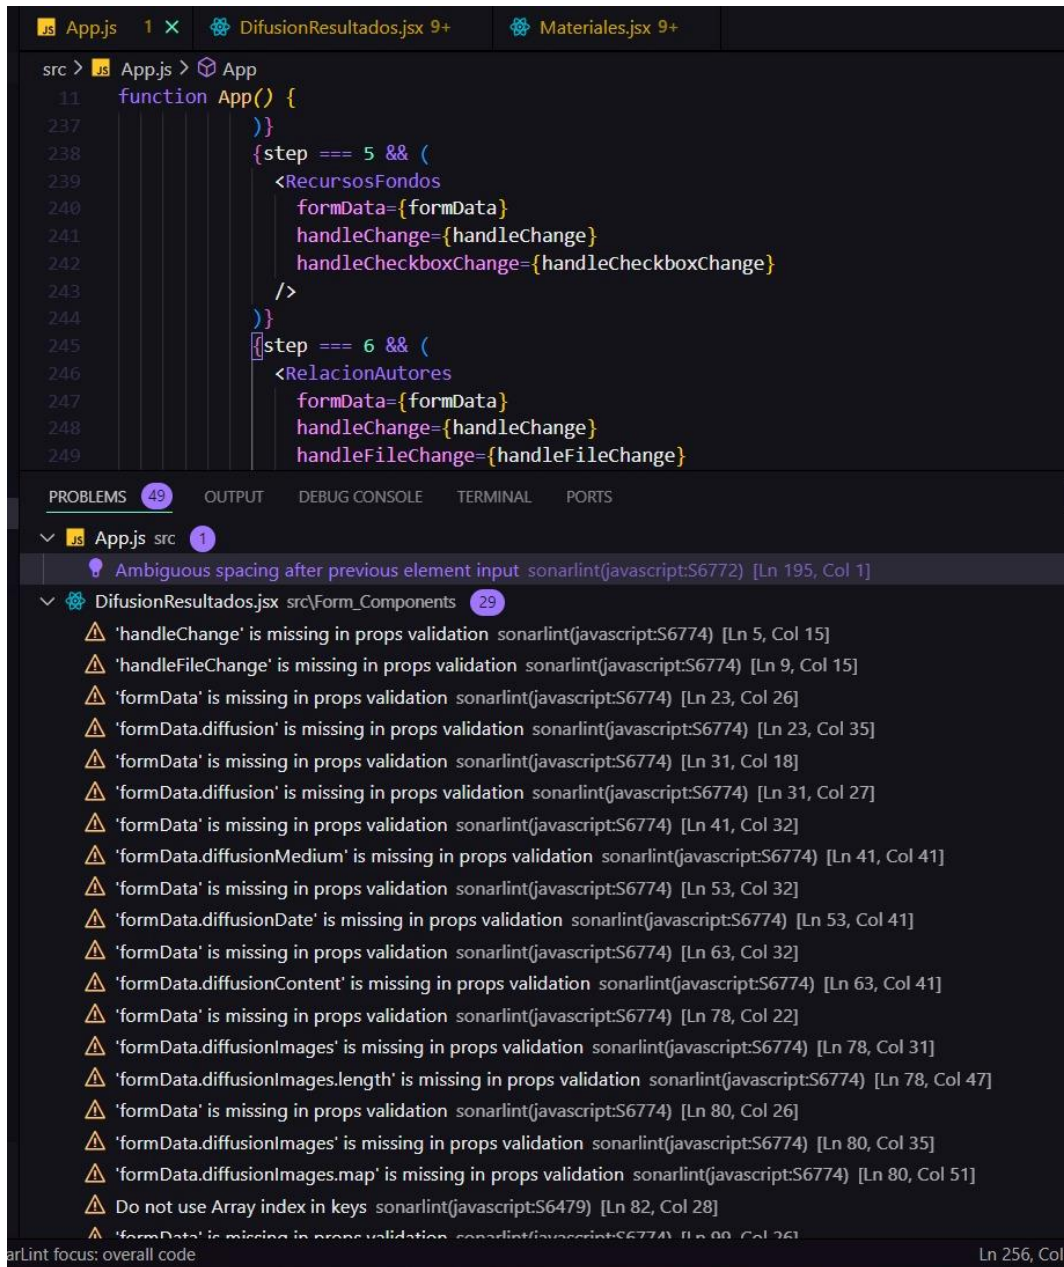 JS App.js 1 × DifusionResultados.jsx 9+ Materiales.jsx 9+
src > JS App.js > App
11 function App() {
237 )}
238 {step === 5 && (
239 <RecursosFondos
240 formData={formData}
241 handleChange={handleChange}
242 handleCheckboxChange={handleCheckboxChange}
243 />
244 )}
245 {step === 6 && (
246 <RelacionAutores
247 formData={formData}
248 handleChange={handleChange}
249 handleFileChange={handleFileChange}
PROBLEMS 49 OUTPUT DEBUG CONSOLE TERMINAL PORTS
JS App.js src 1
Ambiguous spacing after previous element input sonarlint(javascript:S6772) [Ln 195, Col 1]
DifusionResultados.jsx src\Form_Components 29
'handleChange' is missing in props validation sonarlint(javascript:S6774) [Ln 5, Col 15]
'handleFileChange' is missing in props validation sonarlint(javascript:S6774) [Ln 9, Col 15]
'formData' is missing in props validation sonarlint(javascript:S6774) [Ln 23, Col 26]
'formData.diffusion' is missing in props validation sonarlint(javascript:S6774) [Ln 23, Col 35]
'formData' is missing in props validation sonarlint(javascript:S6774) [Ln 31, Col 18]
'formData.diffusion' is missing in props validation sonarlint(javascript:S6774) [Ln 31, Col 27]
'formData' is missing in props validation sonarlint(javascript:S6774) [Ln 41, Col 32]
'formData.diffusionMedium' is missing in props validation sonarlint(javascript:S6774) [Ln 41, Col 41]
'formData' is missing in props validation sonarlint(javascript:S6774) [Ln 53, Col 32]
'formData.diffusionDate' is missing in props validation sonarlint(javascript:S6774) [Ln 53, Col 41]
'formData' is missing in props validation sonarlint(javascript:S6774) [Ln 63, Col 32]
'formData.diffusionContent' is missing in props validation sonarlint(javascript:S6774) [Ln 63, Col 41]
'formData' is missing in props validation sonarlint(javascript:S6774) [Ln 78, Col 22]
'formData.diffusionImages' is missing in props validation sonarlint(javascript:S6774) [Ln 78, Col 31]
'formData.diffusionImages.length' is missing in props validation sonarlint(javascript:S6774) [Ln 78, Col 47]
'formData' is missing in props validation sonarlint(javascript:S6774) [Ln 80, Col 26]
'formData.diffusionImages' is missing in props validation sonarlint(javascript:S6774) [Ln 80, Col 35]
'formData.diffusionImages.map' is missing in props validation sonarlint(javascript:S6774) [Ln 80, Col 51]
Do not use Array index in keys sonarlint(javascript:S6479) [Ln 82, Col 28]
'formData' is missing in props validation sonarlint(javascript:S6774) [Ln 99, Col 26]
arLint focus: overall code Ln 256, Col